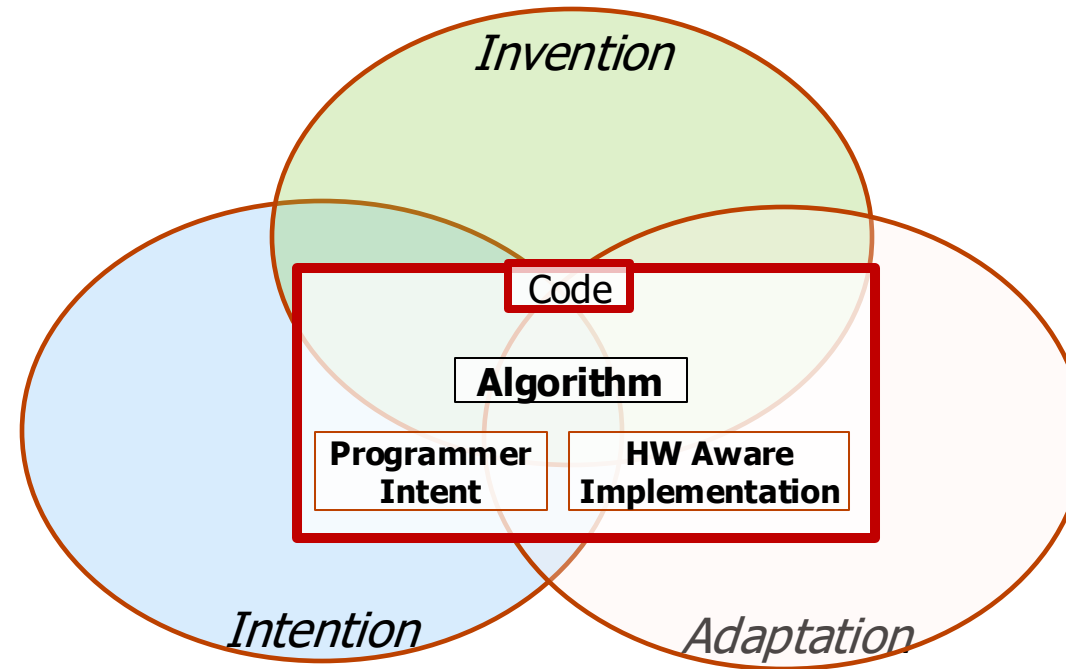 Invention
Code
Algorithm
Programmer
Intent
HW Aware
Implementation
Intention
Adaptation